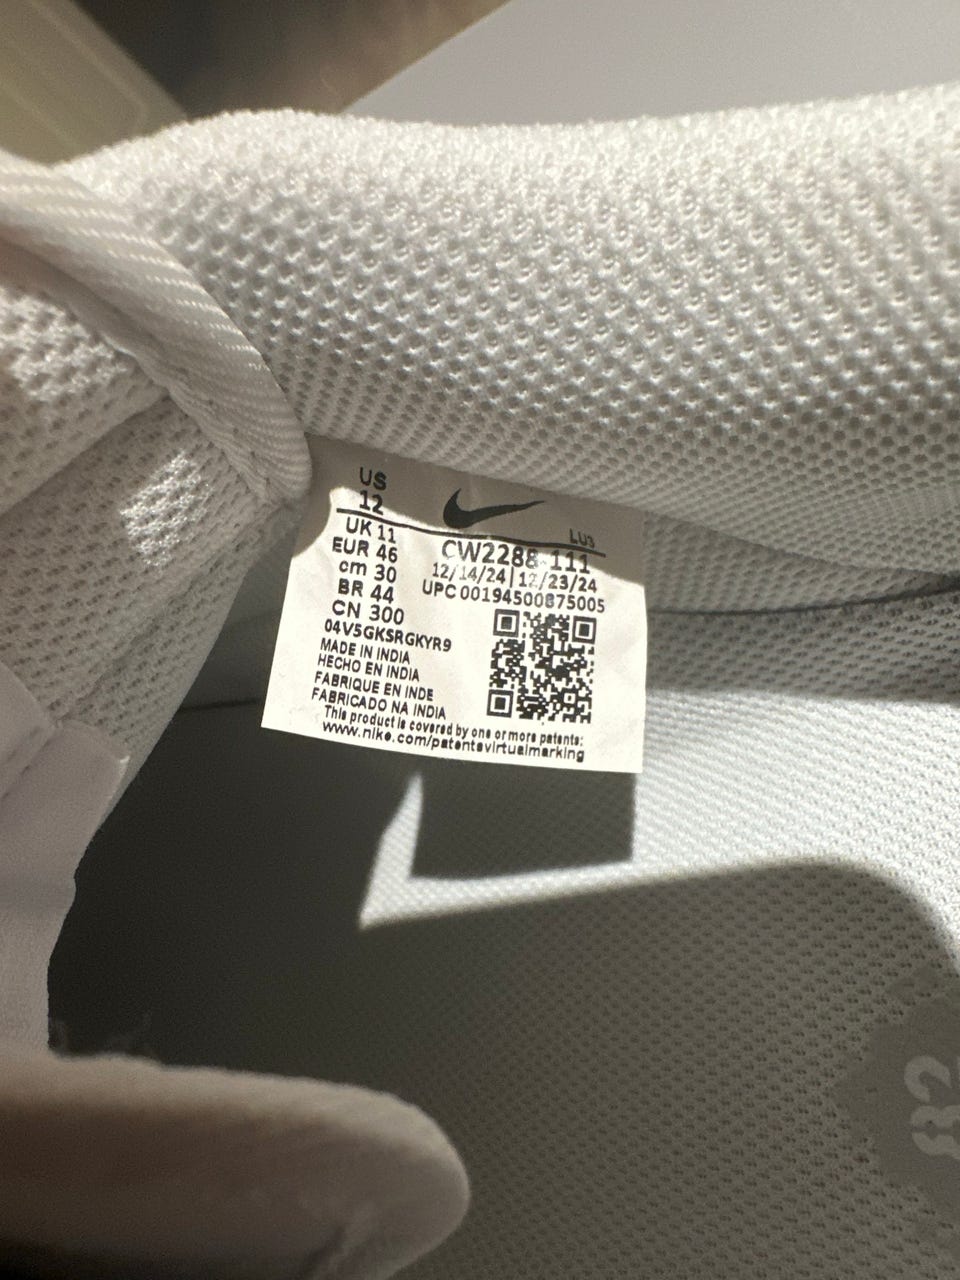 US
12
LU3
UK 11
EUR 46
cm 30
BR 44
CN 300
CW2288-111
12/14/24|12/23/24
UPC 00194500875005
04V5GKSRGKYR9
MADE IN INDIA
HECHO EN INDIA
FABRIQUE EN INDE
FABRICADO NA INDIA
This product is covered by one or more patents:
www.nike.com/patentsvirtualmarking
82